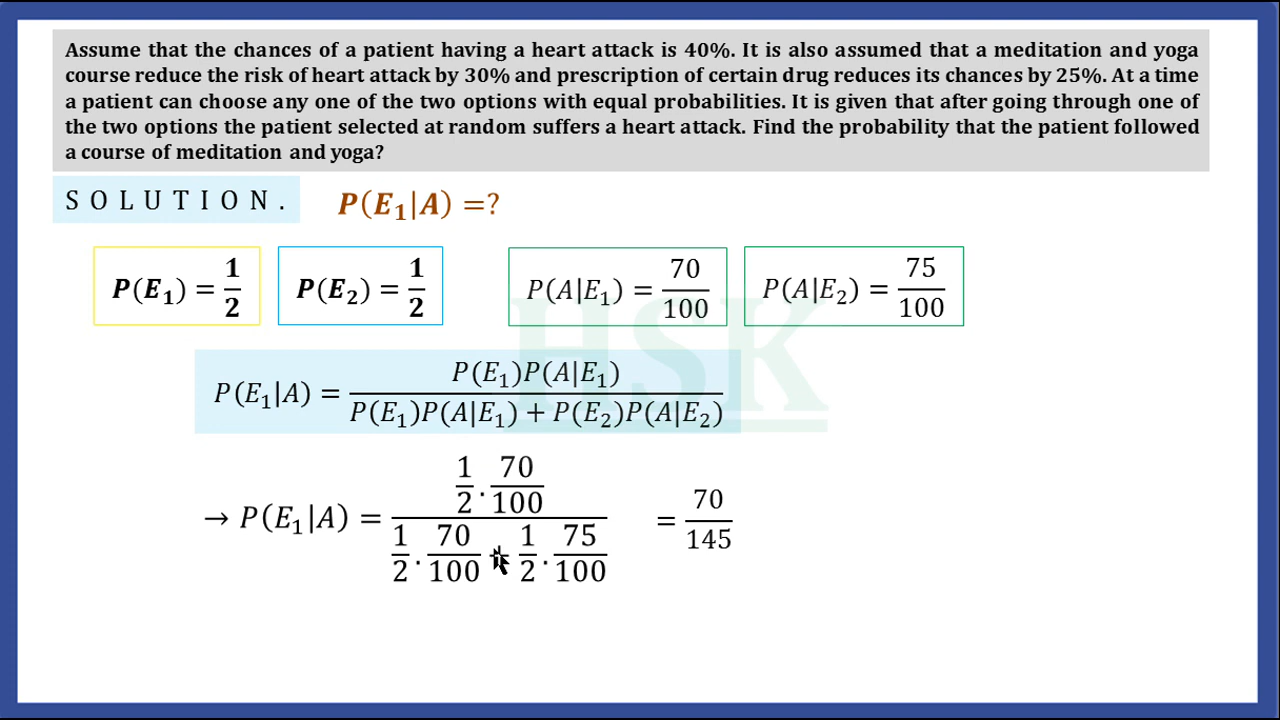 Assume that the chances of a patient having a heart attack is 40%. It is also assumed that a meditation and yoga
course reduce the risk of heart attack by 30% and prescription of certain drug reduces its chances by 25%. At a time
a patient can choose any one of the two options with equal probabilities. It is given that after going through one of
the two options the patient selected at random suffers a heart attack. Find the probability that the patient followed
a course of meditation and yoga?
SOLUTION. P(E₁|A) =?
P(E₁) = 1/2 P(E₂) = 1/2 P(A|E₁) = 70/100 P(A|E₂) = 75/100
HSK
P(E₁|A) = P(E₁)P(A|E₁) / P(E₁)P(A|E₁) + P(E₂)P(A|E₂)
→ P(E₁|A) = 1/2 . 70/100 / 1/2 . 70/100 + 1/2 . 75/100 = 70/145